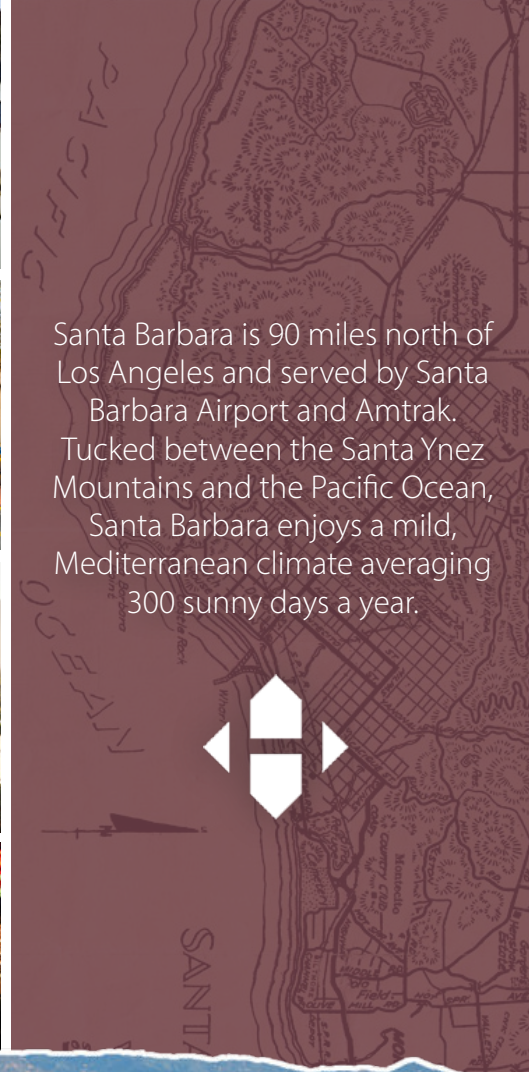 PACIFIC
Santa Barbara is 90 miles north of
Los Angeles and served by Santa
Barbara Airport and Amtrak.
Tucked between the Santa Ynez
Mountains and the Pacific Ocean,
Santa Barbara enjoys a mild,
Mediterranean climate averaging
300 sunny days a year.
OCEAN
Montecito
SANTA